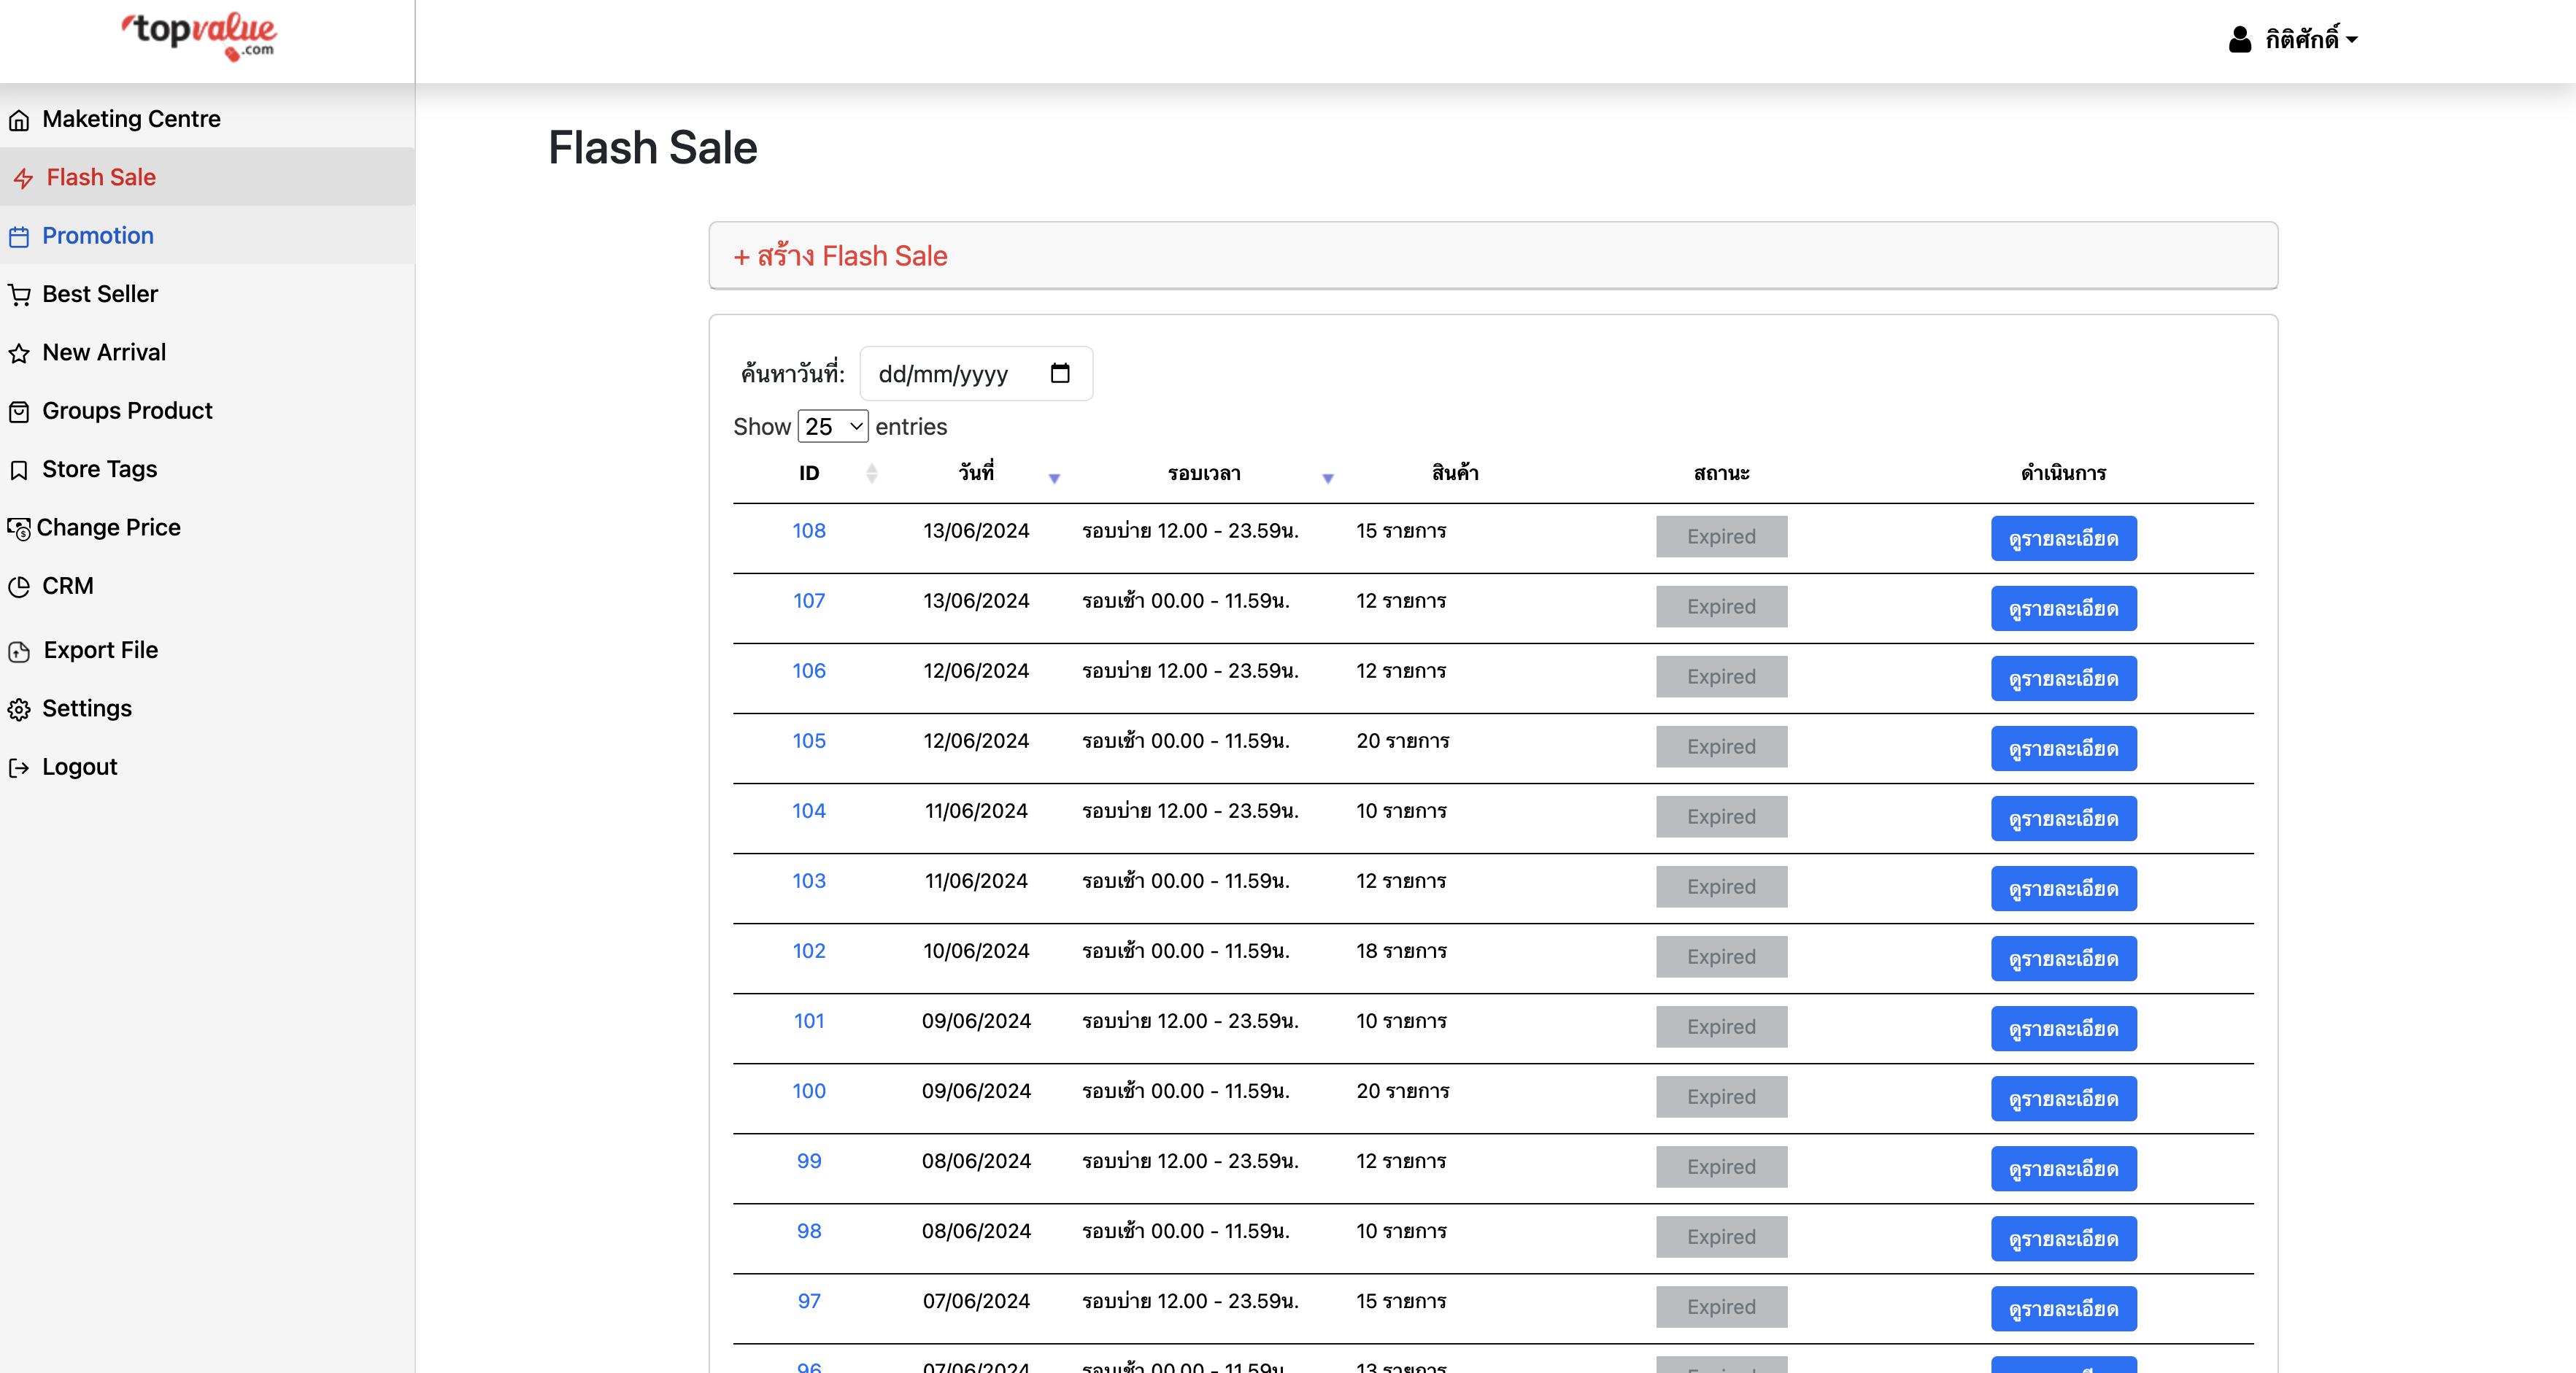 topvalue.com
กิติศักดิ์
Maketing Centre
Flash Sale
Promotion
Best Seller
New Arrival
Groups Product
Store Tags
Change Price
CRM
Export File
Settings
Logout
Flash Sale
+ สร้าง Flash Sale
ค้นหาวันที่: dd/mm/yyyy
Show 25 entries
ID วันที่ รอบเวลา สินค้า สถานะ ดำเนินการ
108 13/06/2024 รอบบ่าย 12.00 - 23.59น. 15 รายการ Expired ดูรายละเอียด
107 13/06/2024 รอบเช้า 00.00 - 11.59น. 12 รายการ Expired ดูรายละเอียด
106 12/06/2024 รอบบ่าย 12.00 - 23.59น. 12 รายการ Expired ดูรายละเอียด
105 12/06/2024 รอบเช้า 00.00 - 11.59น. 20 รายการ Expired ดูรายละเอียด
104 11/06/2024 รอบบ่าย 12.00 - 23.59น. 10 รายการ Expired ดูรายละเอียด
103 11/06/2024 รอบเช้า 00.00 - 11.59น. 12 รายการ Expired ดูรายละเอียด
102 10/06/2024 รอบเช้า 00.00 - 11.59น. 18 รายการ Expired ดูรายละเอียด
101 09/06/2024 รอบบ่าย 12.00 - 23.59น. 10 รายการ Expired ดูรายละเอียด
100 09/06/2024 รอบเช้า 00.00 - 11.59น. 20 รายการ Expired ดูรายละเอียด
99 08/06/2024 รอบบ่าย 12.00 - 23.59น. 12 รายการ Expired ดูรายละเอียด
98 08/06/2024 รอบเช้า 00.00 - 11.59น. 10 รายการ Expired ดูรายละเอียด
97 07/06/2024 รอบบ่าย 12.00 - 23.59น. 15 รายการ Expired ดูรายละเอียด
96 07/06/2024 รอบเช้า 00.00 - 11.59น. 13 รายการ